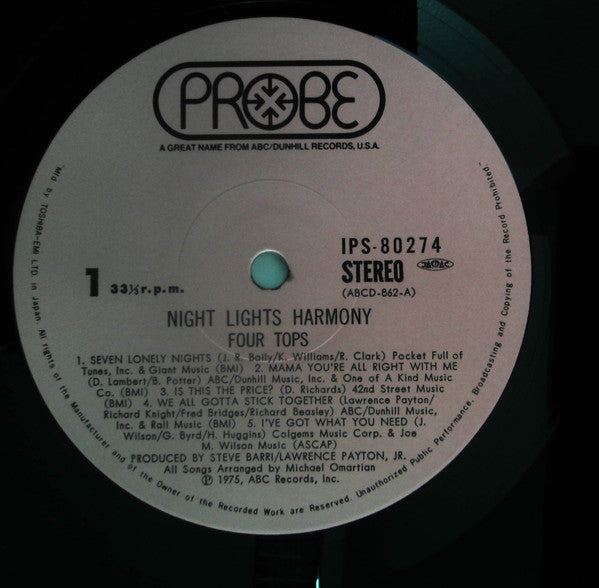 PROBE
A GREAT NAME FROM ABC/DUNHILL RECORDS, U.S.A.
IPS-80274
1 33⅓ r.p.m.
STEREO JASRAC
(ABCD-862-A)
NIGHT LIGHTS HARMONY
FOUR TOPS
1. SEVEN LONELY NIGHTS (J. R. Baily/K. Williams/R. Clark) Pocket Full of
Tunes, Inc. & Giant Music (BMI) 2. MAMA YOU'RE ALL RIGHT WITH ME
(D. Lambert/B. Potter) ABC/Dunhill Music, Inc. & One of A Kind Music
Co. (BMI) 3. IS THIS THE PRICE? (D. Richards) 42nd Street Music
(BMI) 4. WE ALL GOTTA STICK TOGETHER (Lawrence Payton/
Richard Knight/Fred Bridges/Richard Beasley) ABC/Dunhill Music,
Inc. & Rall Music (BMI) 5. I'VE GOT WHAT YOU NEED (J.
Wilson/G. Byrd/H. Huggins) Colgems Music Corp. & Joe
M. Wilson Music (ASCAP)
PRODUCED BY STEVE BARRI/LAWRENCE PAYTON, JR.
All Songs Arranged by Michael Omartian
Ⓟ 1975, ABC Records, Inc.
"Mfd by TOSHIBA-EMI LTD. in Japan. All rights of the Manufacturer and of the Owner of the Recorded Work are Reserved. Unauthorized Public Performance, Broadcasting and Copying of the Record Prohibited."